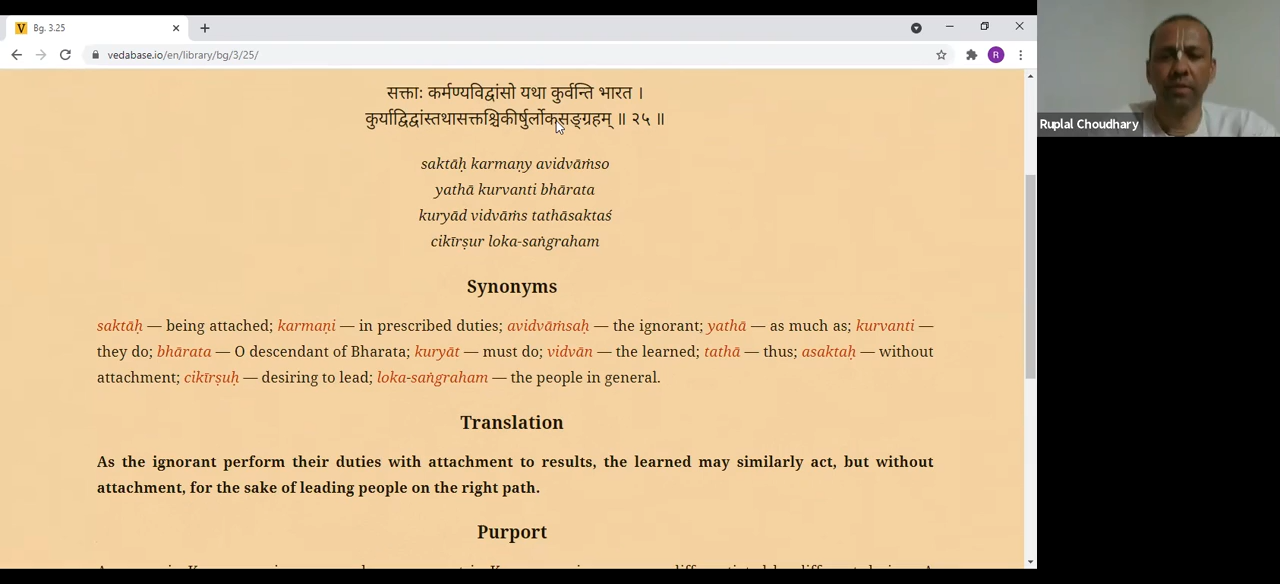 V Bg. 3.25
vedabase.io/en/library/bg/3/25/
R
सक्ताः कर्मण्यविद्वांसो यथा कुर्वन्ति भारत ।
कुर्याद्विद्वांस्तथासक्तश्चिकीर्षुर्लोकसङ्ग्रहम् ॥ २५ ॥
saktāḥ karmaṇy avidvāṁso
yathā kurvanti bhārata
kuryād vidvāṁs tathāsaktaś
cikīrṣur loka-saṅgraham
Synonyms
saktāḥ — being attached; karmaṇi — in prescribed duties; avidvāṁsaḥ — the ignorant; yathā — as much as; kurvanti —
they do; bhārata — O descendant of Bharata; kuryāt — must do; vidvān — the learned; tathā — thus; asaktaḥ — without
attachment; cikīrṣuḥ — desiring to lead; loka-saṅgraham — the people in general.
Translation
As the ignorant perform their duties with attachment to results, the learned may similarly act, but without
attachment, for the sake of leading people on the right path.
Purport
Ruplal Choudhary